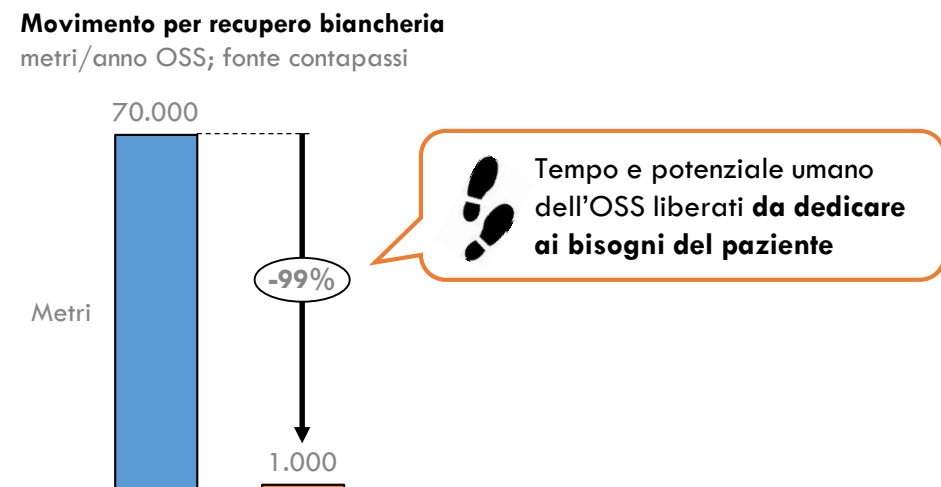 Movimento per recupero biancheria
metri/anno OSS; fonte contapassi
70.000
Tempo e potenziale umano
dell’OSS liberati da dedicare
ai bisogni del paziente
-99%
Metri
1.000